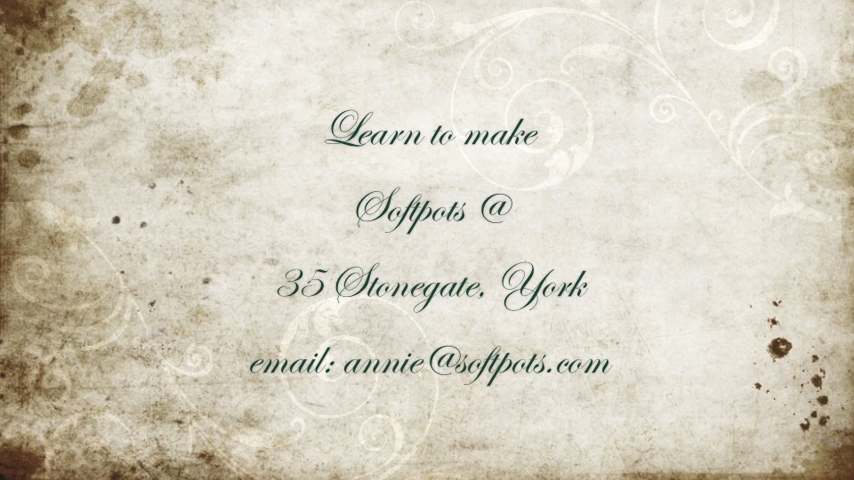 Learn to make
Softpots @
35 Stonegate, York
email: annie@softpots.com